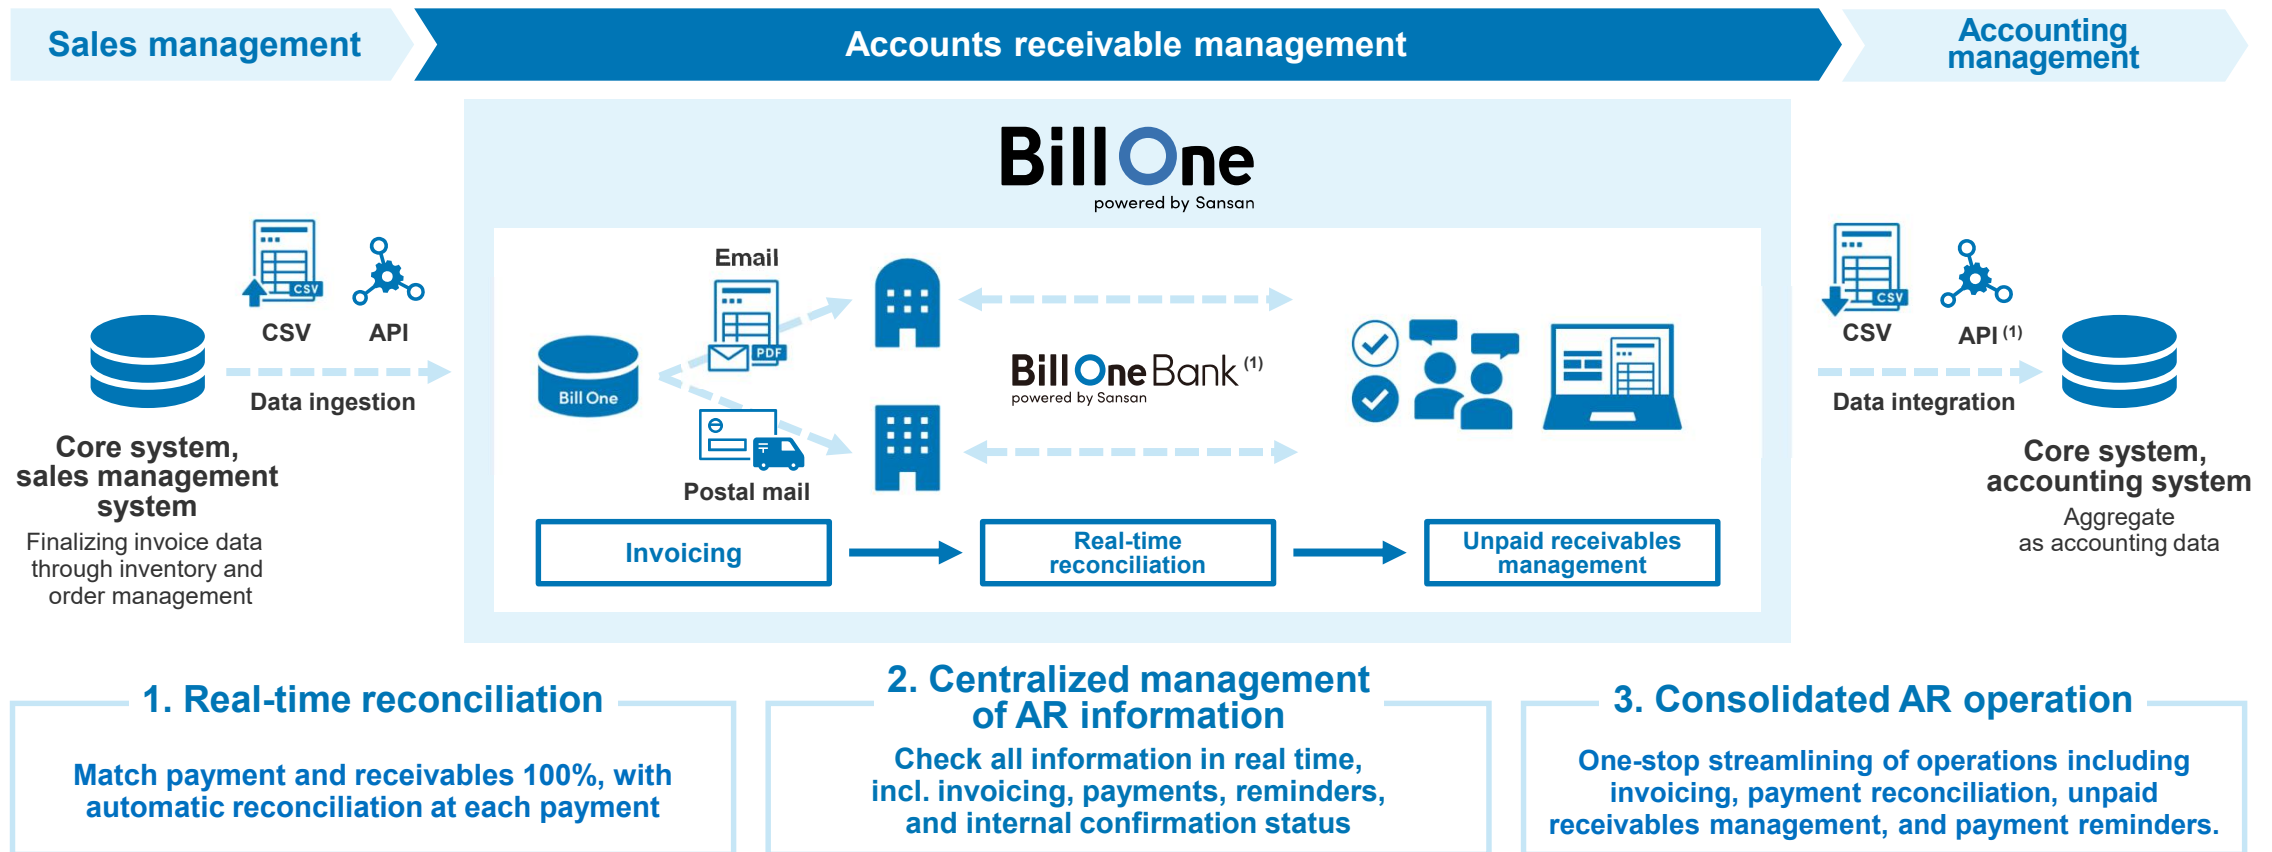 Sales management
Accounts receivable management
Accounting
management
Bill One
powered by Sansan
CSV
CSV
API
Data ingestion
Core system,
sales management
system
Finalizing invoice data
through inventory and
order management
Email
PDF
Bill One
Postal mail
Bill One Bank (1)
powered by Sansan
Invoicing
Real-time
reconciliation
Unpaid receivables
management
CSV
CSV
API (1)
Data integration
Core system,
accounting system
Aggregate
as accounting data
1. Real-time reconciliation
Match payment and receivables 100%, with
automatic reconciliation at each payment
2. Centralized management
of AR information
Check all information in real time,
incl. invoicing, payments, reminders,
and internal confirmation status
3. Consolidated AR operation
One-stop streamlining of operations including
invoicing, payment reconciliation, unpaid
receivables management, and payment reminders.